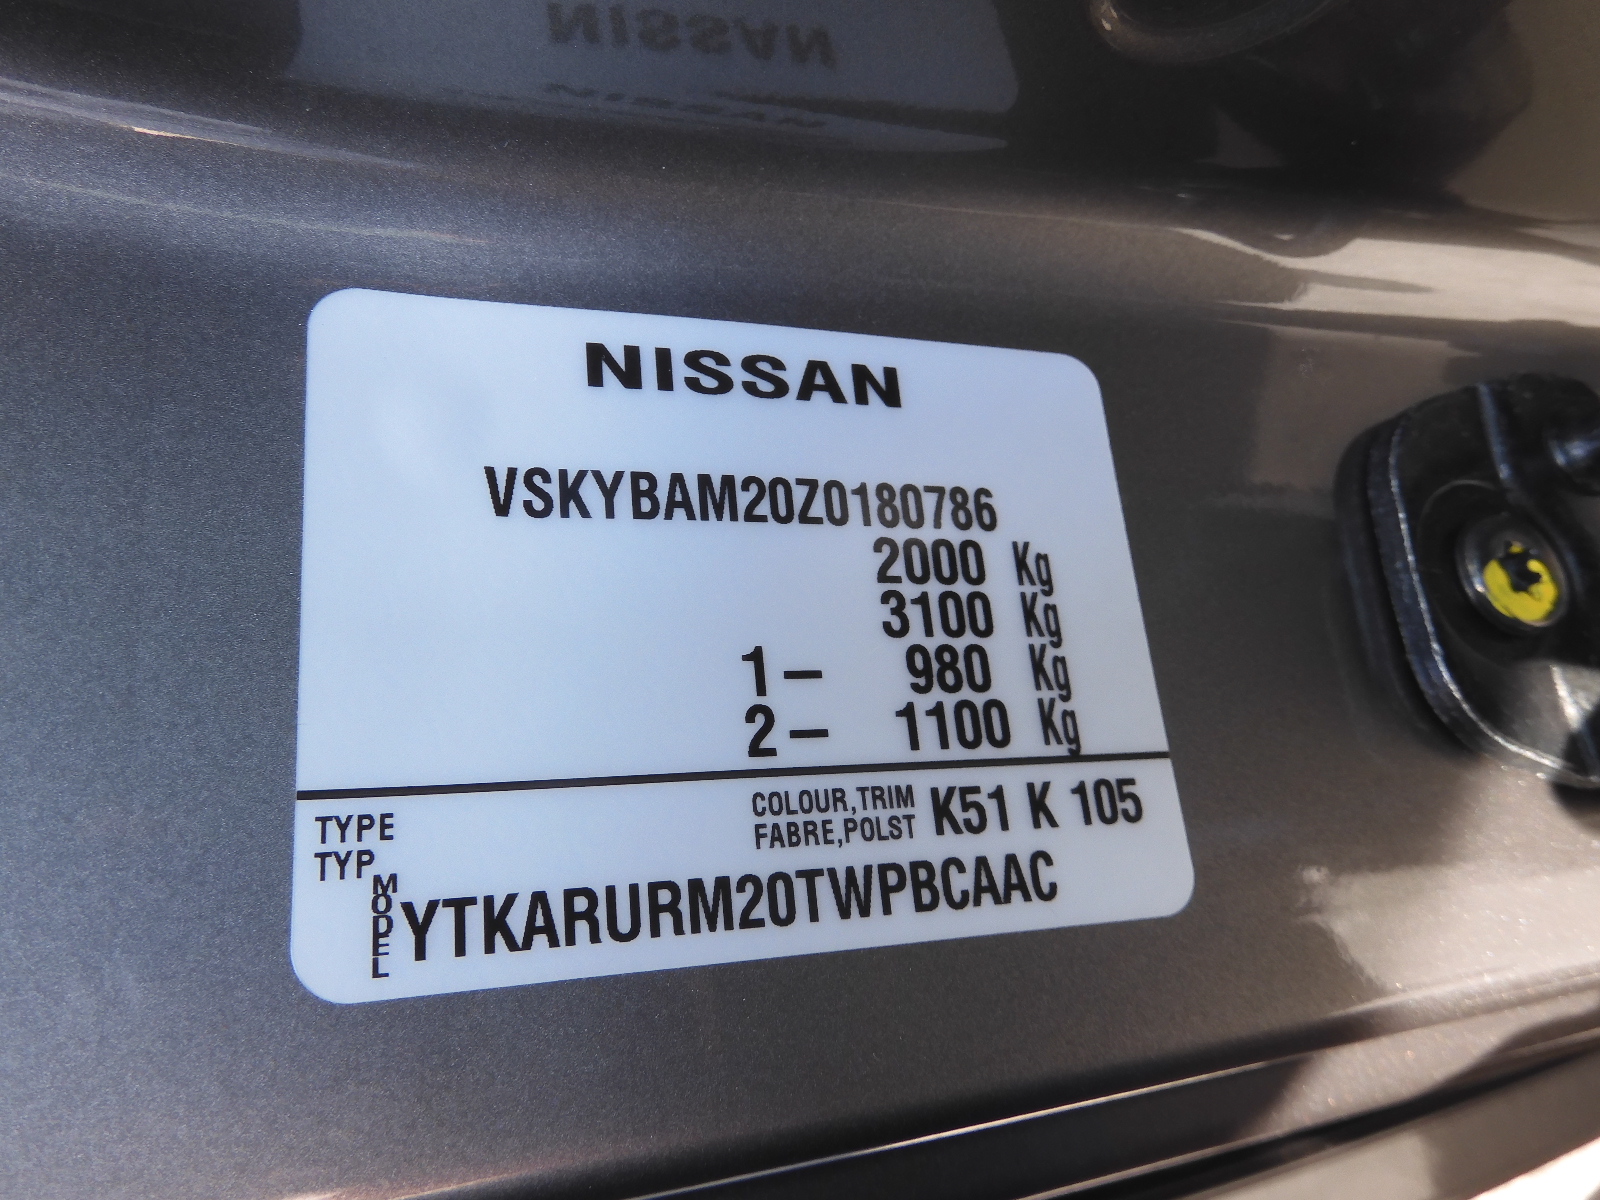 NISSAN
VSKYBAM20Z0180786
2000 Kg
3100 Kg
1- 980 Kg
2- 1100 Kg
TYPE
TYP
COLOUR,TRIM
FABRE,POLST
K51 K 105
MODEL
YTKARURM20TWPBCAAC